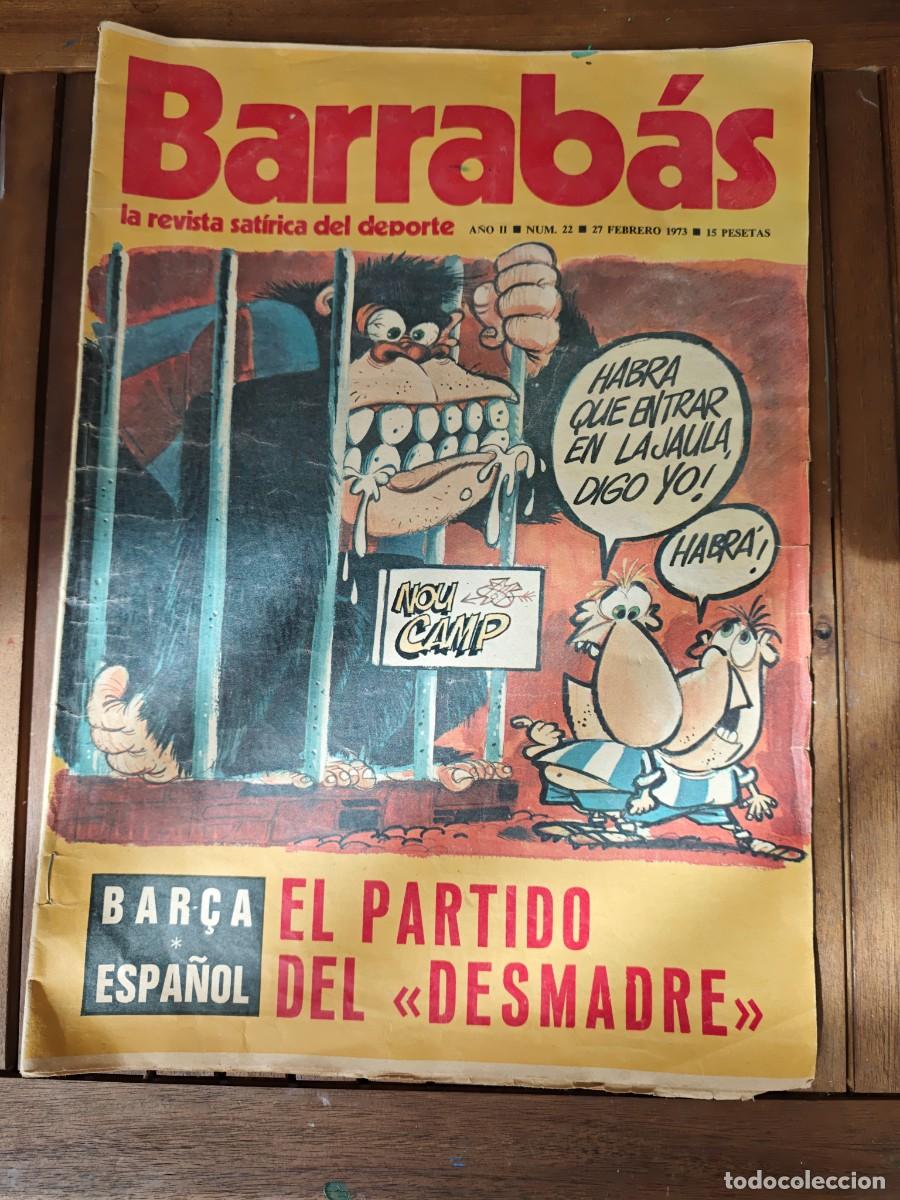 Barrabás
la revista satírica del deporte
AÑO II ■ NUM. 22 ■ 27 FEBRERO 1973 ■ 15 PESETAS
HABRA
QUE ENTRAR
EN LA JAULA,
DIGO YO!
HABRÁ!
NOU
CAMP
BARÇA
*
ESPAÑOL
EL PARTIDO
DEL «DESMADRE»
todocoleccion